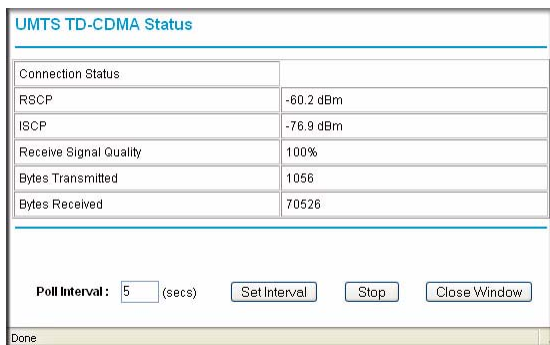 UMTS TD-CDMA Status
Connection Status
RSCP -60.2 dBm
ISCP -76.9 dBm
Receive Signal Quality 100%
Bytes Transmitted 1056
Bytes Received 70526
Poll Interval : 5 (secs) Set Interval Stop Close Window
Done